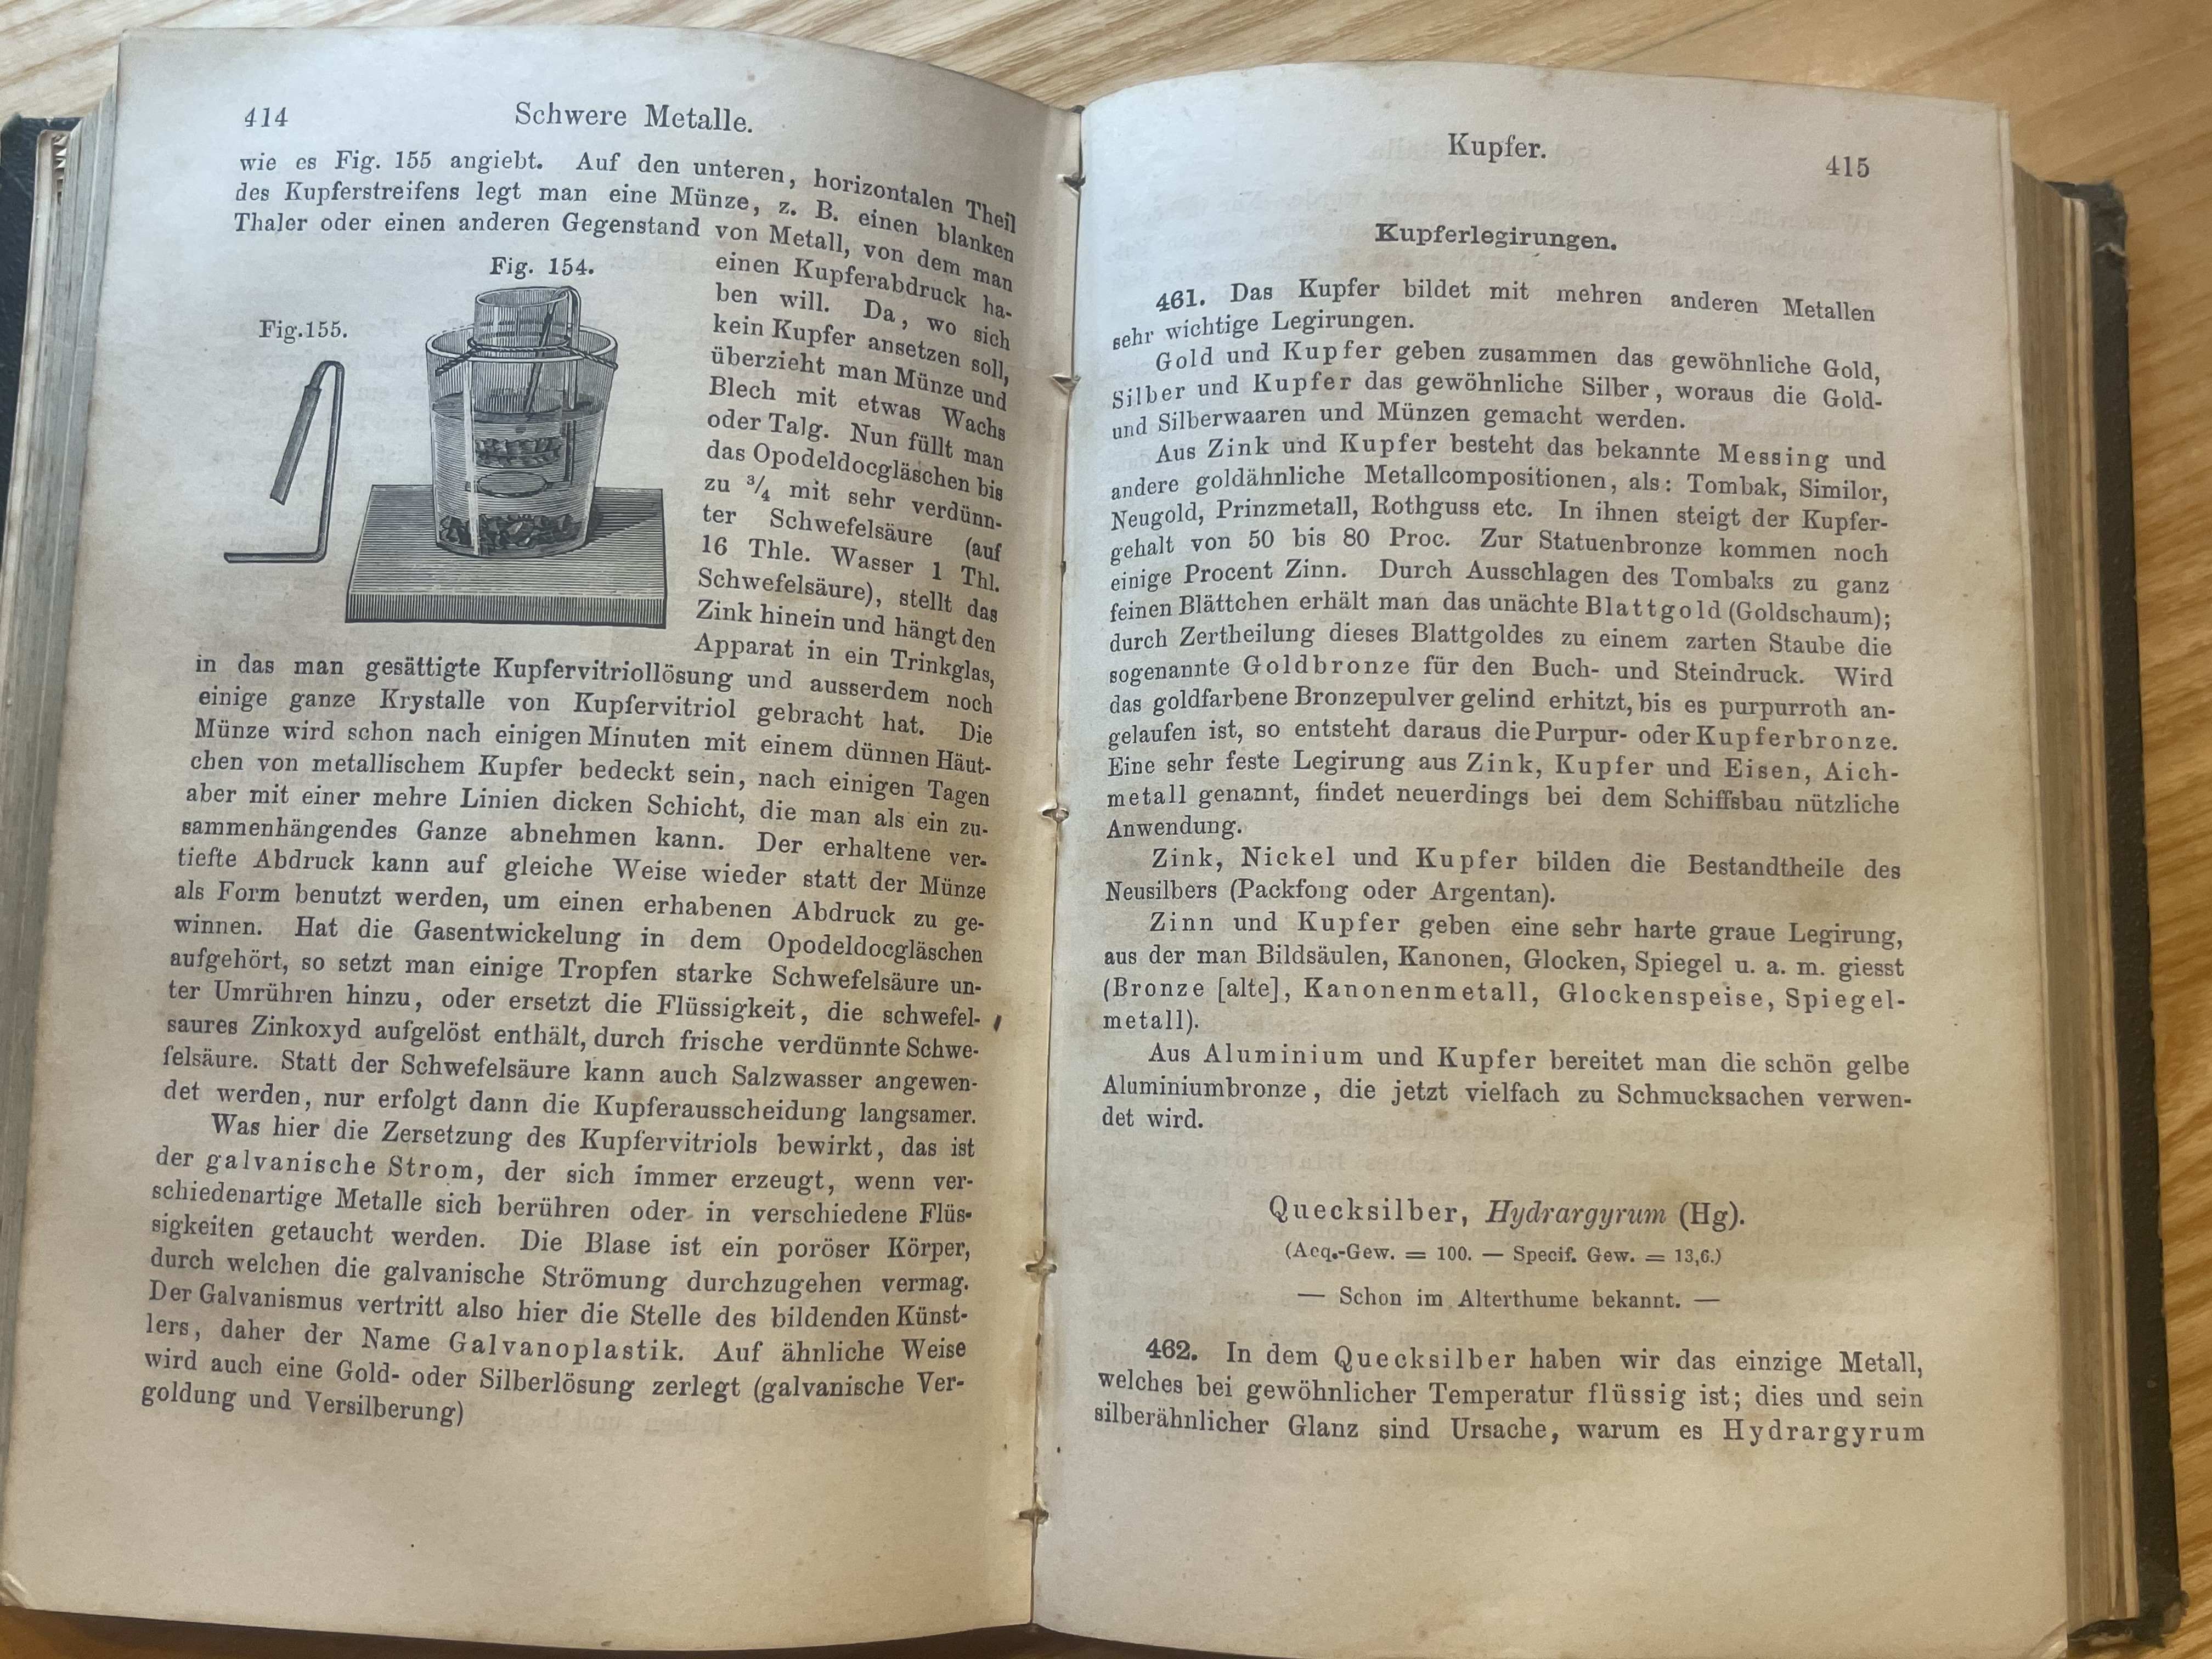 414
Schwere Metalle.
wie es Fig. 155 angiebt. Auf den unteren, horizontalen Theil
des Kupferstreifens legt man eine Münze, z. B. einen blanken
Thaler oder einen anderen Gegenstand von Metall, von dem man
Fig. 154.
Fig. 155.
einen Kupferabdruck ha-
ben will. Da, wo sich
kein Kupfer ansetzen soll,
überzieht man Münze und
Blech mit etwas Wachs
oder Talg. Nun füllt man
das Opodeldocgläschen bis
zu 3/4 mit sehr verdünn-
ter Schwefelsäure (auf
16 Thle. Wasser 1 Thl.
Schwefelsäure), stellt das
Zink hinein und hängt den
Apparat in ein Trinkglas,
in das man gesättigte Kupfervitriollösung und ausserdem noch
einige ganze Krystalle von Kupfervitriol gebracht hat. Die
Münze wird schon nach einigen Minuten mit einem dünnen Häut-
chen von metallischem Kupfer bedeckt sein, nach einigen Tagen
aber mit einer mehre Linien dicken Schicht, die man als ein zu-
sammenhängendes Ganze abnehmen kann. Der erhaltene ver-
tiefte Abdruck kann auf gleiche Weise wieder statt der Münze
als Form benutzt werden, um einen erhabenen Abdruck zu ge-
winnen. Hat die Gasentwickelung in dem Opodeldocgläschen
aufgehört, so setzt man einige Tropfen starke Schwefelsäure un-
ter Umrühren hinzu, oder ersetzt die Flüssigkeit, die schwefel-
saures Zinkoxyd aufgelöst enthält, durch frische verdünnte Schwe-
felsäure. Statt der Schwefelsäure kann auch Salzwasser angewen-
det werden, nur erfolgt dann die Kupferausscheidung langsamer.
Was hier die Zersetzung des Kupfervitriols bewirkt, das ist
der galvanische Strom, der sich immer erzeugt, wenn ver-
schiedenartige Metalle sich berühren oder in verschiedene Flüs-
sigkeiten getaucht werden. Die Blase ist ein poröser Körper,
durch welchen die galvanische Strömung durchzugehen vermag.
Der Galvanismus vertritt also hier die Stelle des bildenden Künst-
lers, daher der Name Galvanoplastik. Auf ähnliche Weise
wird auch eine Gold- oder Silberlösung zerlegt (galvanische Ver-
goldung und Versilberung)
Kupfer.
415
Kupferlegirungen.
461. Das Kupfer bildet mit mehren anderen Metallen
sehr wichtige Legirungen.
Gold und Kupfer geben zusammen das gewöhnliche Gold,
Silber und Kupfer das gewöhnliche Silber, woraus die Gold-
und Silberwaaren und Münzen gemacht werden.
Aus Zink und Kupfer besteht das bekannte Messing und
andere goldähnliche Metallcompositionen, als: Tombak, Similor,
Neugold, Prinzmetall, Rothguss etc. In ihnen steigt der Kupfer-
gehalt von 50 bis 80 Proc. Zur Statuenbronze kommen noch
einige Procent Zinn. Durch Ausschlagen des Tombaks zu ganz
feinen Blättchen erhält man das unächte Blattgold (Goldschaum);
durch Zertheilung dieses Blattgoldes zu einem zarten Staube die
sogenannte Goldbronze für den Buch- und Steindruck. Wird
das goldfarbene Bronzepulver gelind erhitzt, bis es purpurroth an-
gelaufen ist, so entsteht daraus die Purpur- oder Kupferbronze.
Eine sehr feste Legirung aus Zink, Kupfer und Eisen, Aich-
metall genannt, findet neuerdings bei dem Schiffsbau nützliche
Anwendung.
Zink, Nickel und Kupfer bilden die Bestandtheile des
Neusilbers (Packfong oder Argentan).
Zinn und Kupfer geben eine sehr harte graue Legirung,
aus der man Bildsäulen, Kanonen, Glocken, Spiegel u. a. m. giesst
(Bronze [alte], Kanonenmetall, Glockenspeise, Spiegel-
metall).
Aus Aluminium und Kupfer bereitet man die schön gelbe
Aluminiumbronze, die jetzt vielfach zu Schmucksachen verwen-
det wird.
Quecksilber, Hydrargyrum (Hg).
(Aeq.-Gew. = 100. — Specif. Gew. = 13,6.)
— Schon im Alterthume bekannt. —
462. In dem Quecksilber haben wir das einzige Metall,
welches bei gewöhnlicher Temperatur flüssig ist; dies und sein
silberähnlicher Glanz sind Ursache, warum es Hydrargyrum